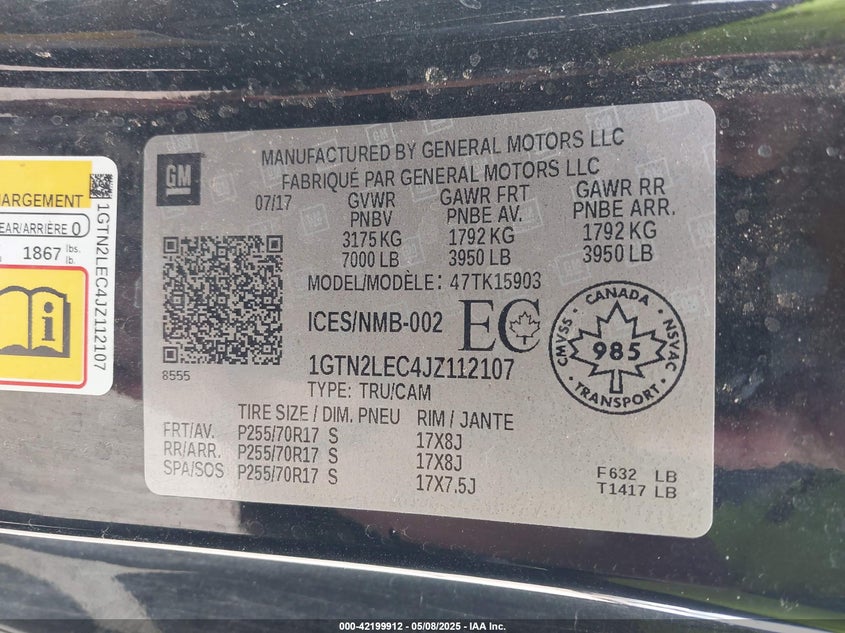 HARGEMENT
EAR/ARRIÈRE 0
1867 lbs.
lb.
1GTN2LEC4JZ112107
GM
MANUFACTURED BY GENERAL MOTORS LLC
FABRIQUÉ PAR GENERAL MOTORS LLC
07/17 GVWR GAWR FRT GAWR RR
PNBV PNBE AV. PNBE ARR.
3175 KG 1792 KG 1792 KG
7000 LB 3950 LB 3950 LB
MODEL/MODÈLE: 47TK15903
ICES/NMB-002 EC
CANADA
CMVSS 985 NSVAC
TRANSPORT
8555
1GTN2LEC4JZ112107
TYPE: TRU/CAM
TIRE SIZE / DIM. PNEU RIM / JANTE
FRT/AV. P255/70R17 S 17X8J
RR/ARR. P255/70R17 S 17X8J
SPA/SOS P255/70R17 S 17X7.5J
F632 LB
T1417 LB
000-42199912 - 05/08/2025 - IAA Inc.